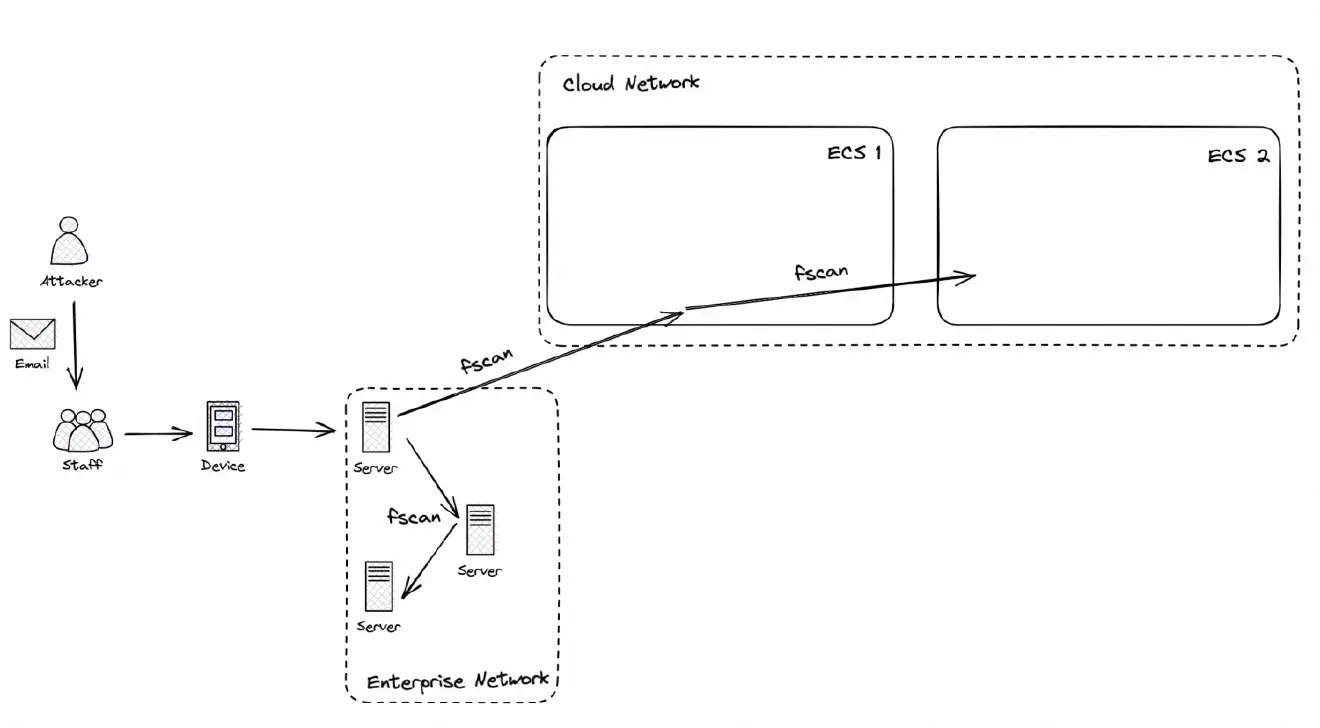 Cloud Network
ECS 1
ECS 2
Attacker
Email
Staff
Device
fscan
fscan
Server
fscan
Server
Server
Enterprise Network